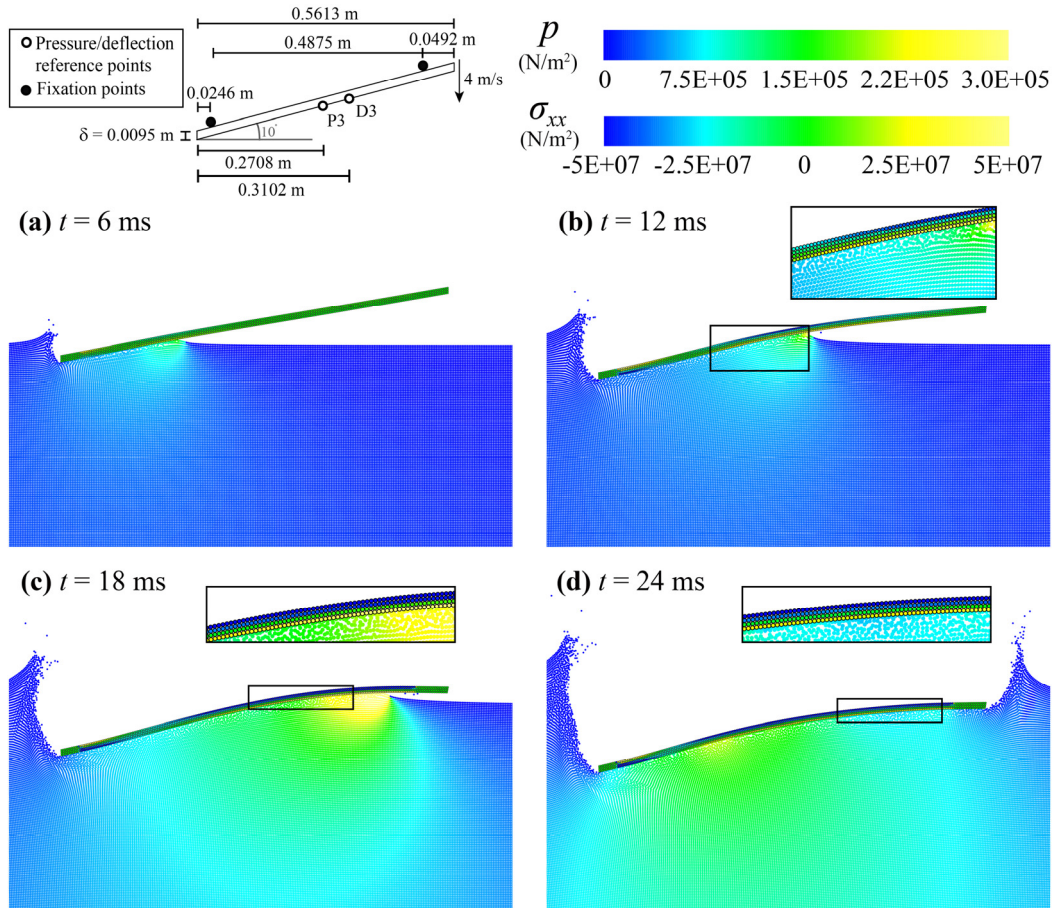 Pressure/deflection
reference points
Fixation points
0.5613 m
0.4875 m
0.0492 m
0.0246 m
4 m/s
P3
D3
10°
δ = 0.0095 m
0.2708 m
0.3102 m
p
(N/m²)
0 7.5E+05 1.5E+05 2.2E+05 3.0E+05
σxx
(N/m²)
-5E+07 -2.5E+07 0 2.5E+07 5E+07
(a) t = 6 ms
(b) t = 12 ms
(c) t = 18 ms
(d) t = 24 ms